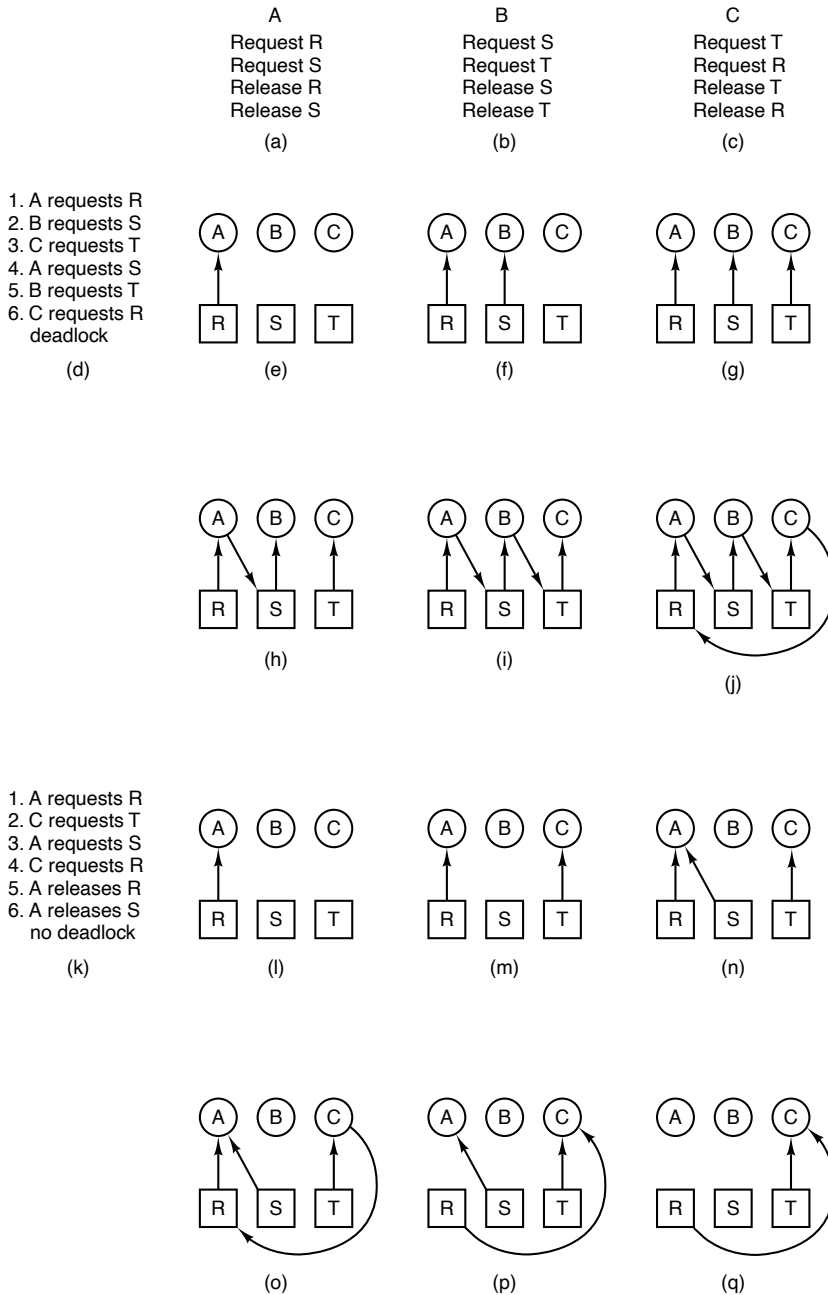 A B C
Request R Request S Request T
Request S Request T Request R
Release R Release S Release T
Release S Release T Release R
(a) (b) (c)
1. A requests R
2. B requests S
3. C requests T
4. A requests S
5. B requests T
6. C requests R
deadlock
(d)
A B C
R S T
(e)
A B C
R S T
(f)
A B C
R S T
(g)
A B C
R S T
(h)
A B C
R S T
(i)
A B C
R S T
(j)
1. A requests R
2. C requests T
3. A requests S
4. C requests R
5. A releases R
6. A releases S
no deadlock
(k)
A B C
R S T
(l)
A B C
R S T
(m)
A B C
R S T
(n)
A B C
R S T
(o)
A B C
R S T
(p)
A B C
R S T
(q)